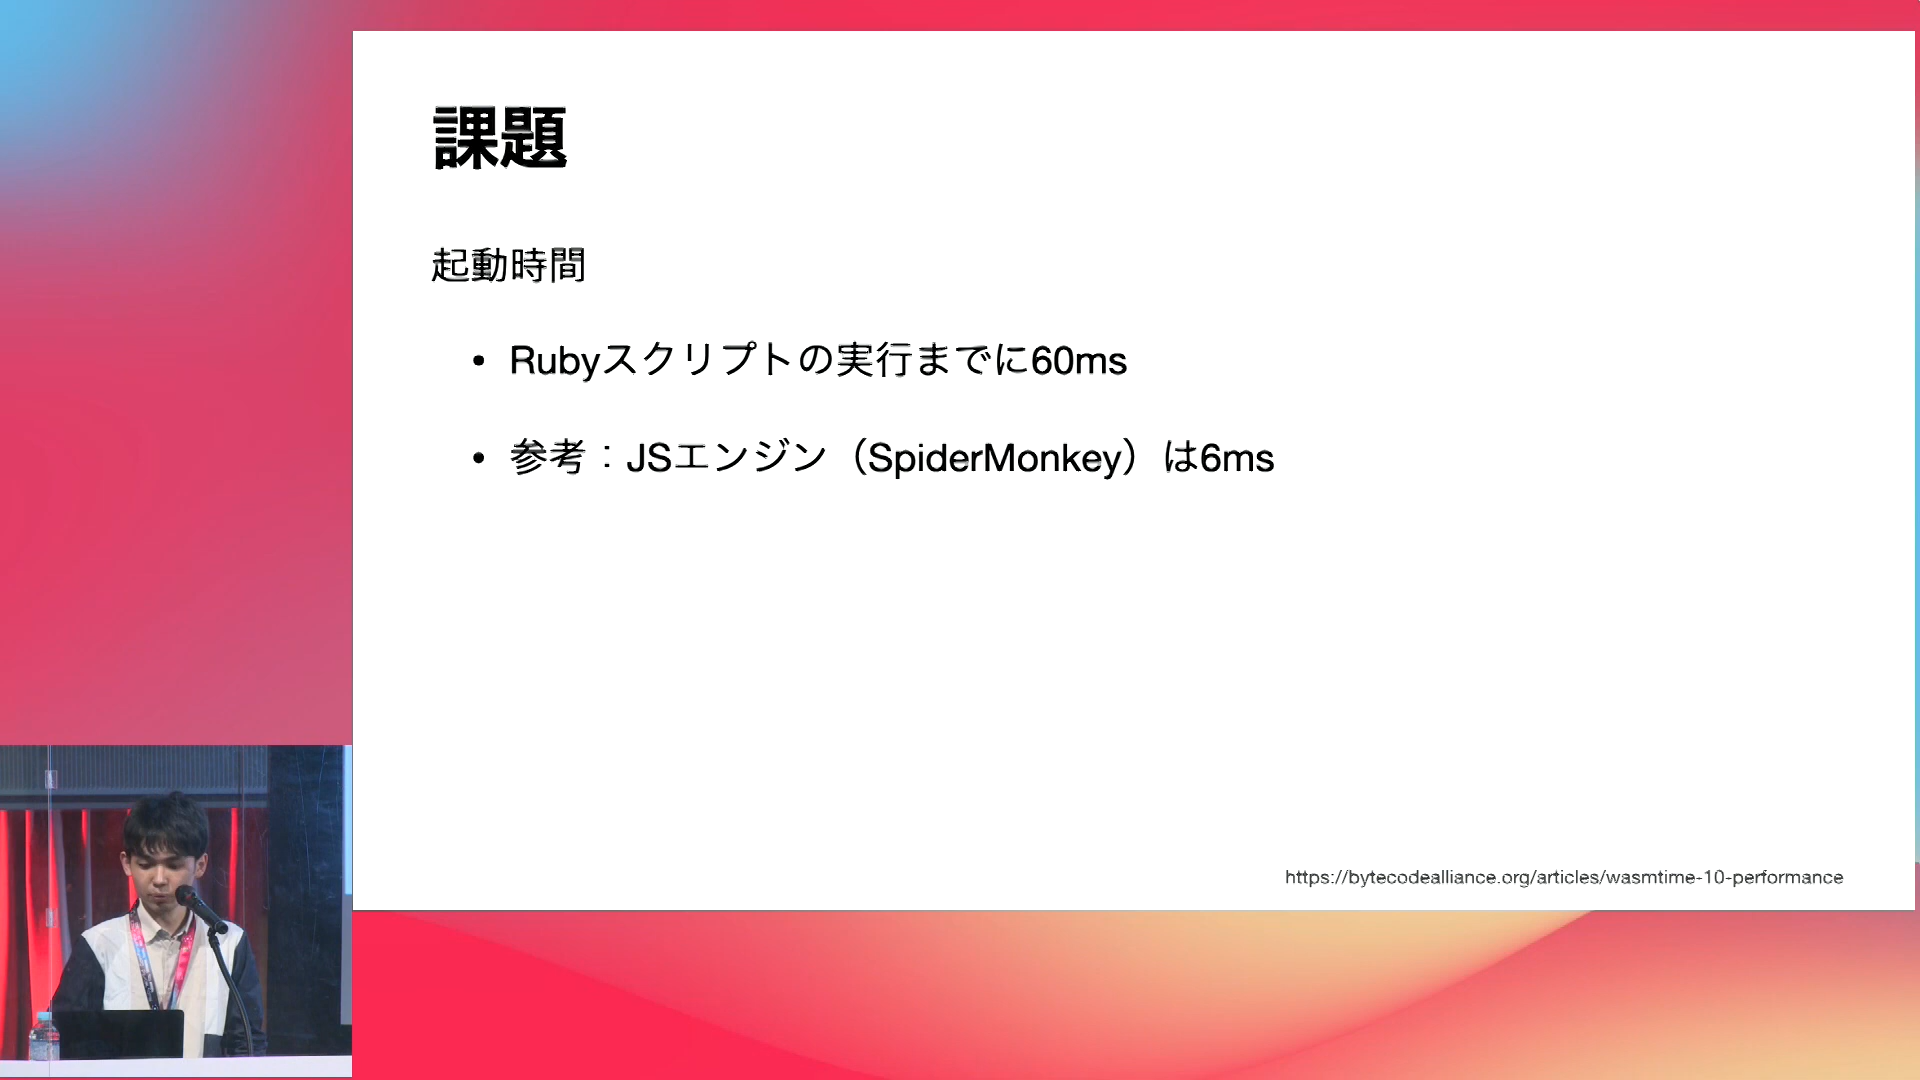 課題
起動時間
• Rubyスクリプトの実行までに60ms
• 参考：JSエンジン（SpiderMonkey）は6ms
https://bytecodealliance.org/articles/wasmtime-10-performance